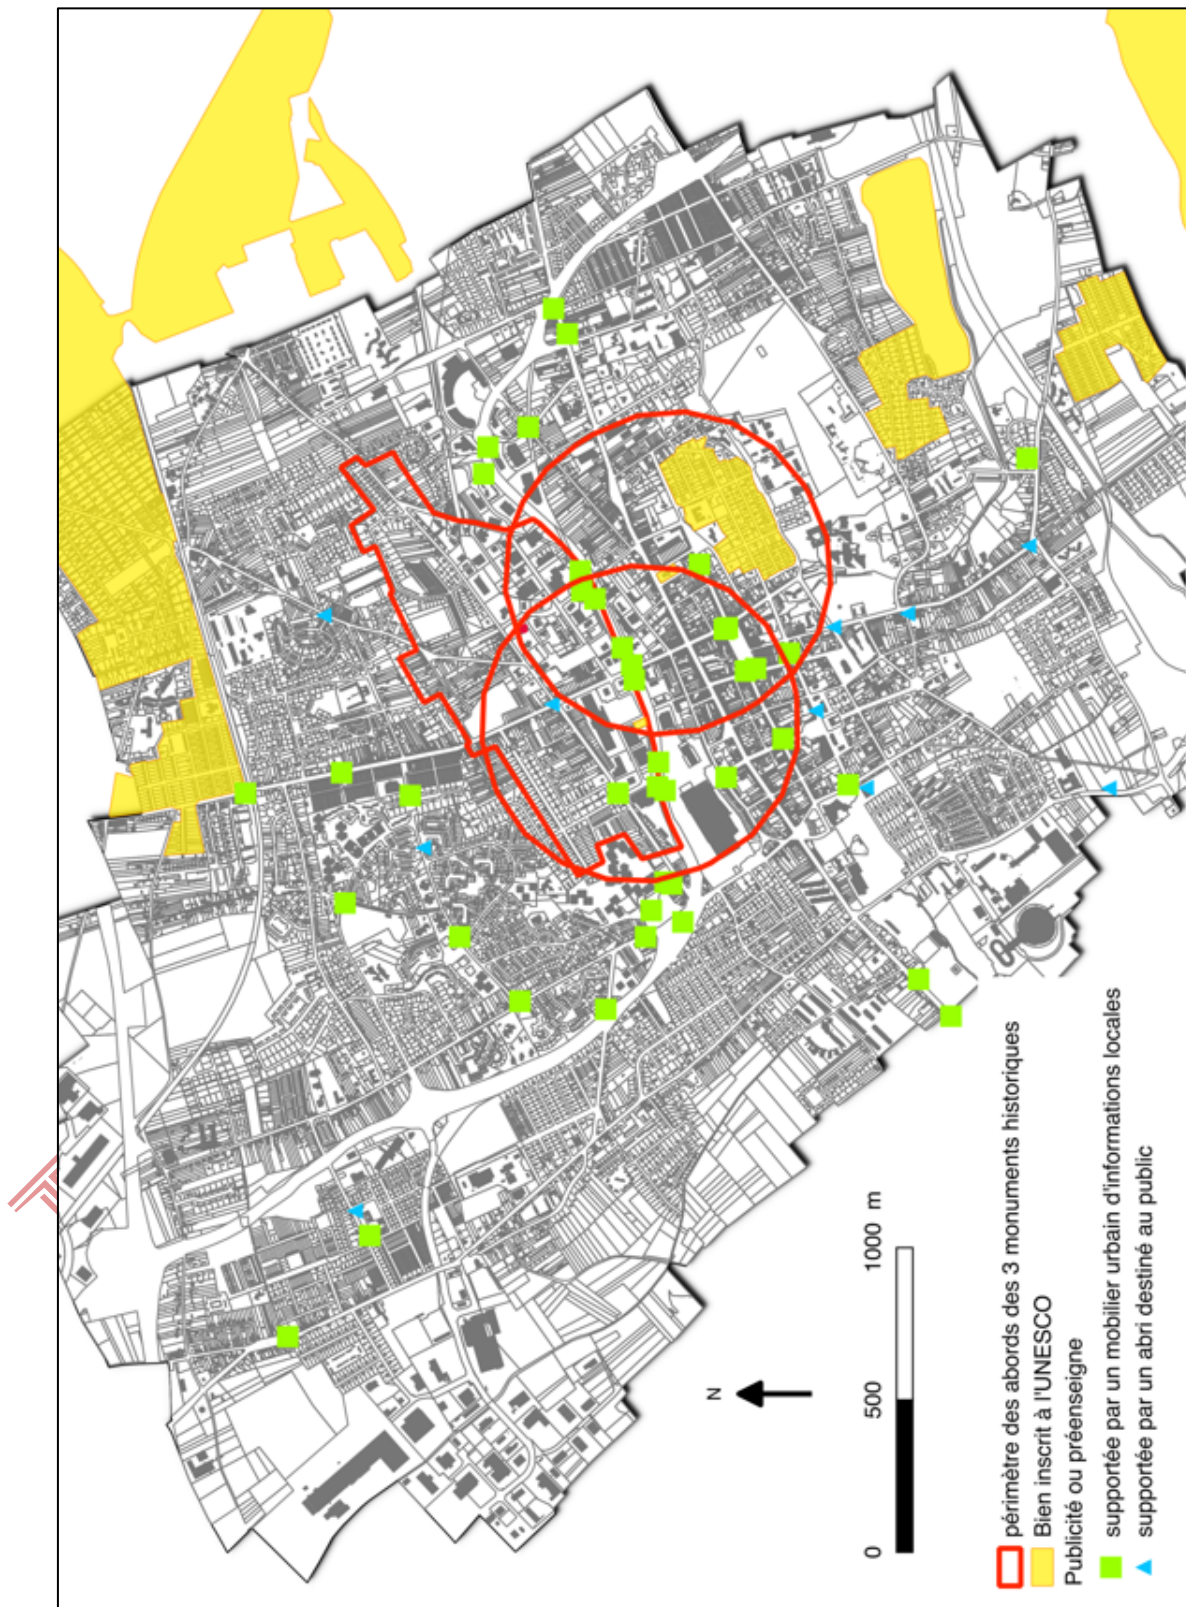 N
0 500 1000 m
périmètre des abords des 3 monuments historiques
Bien inscrit à l'UNESCO
Publicité ou préenseigne
supportée par un mobilier urbain d'informations locales
supportée par un abri destiné au public